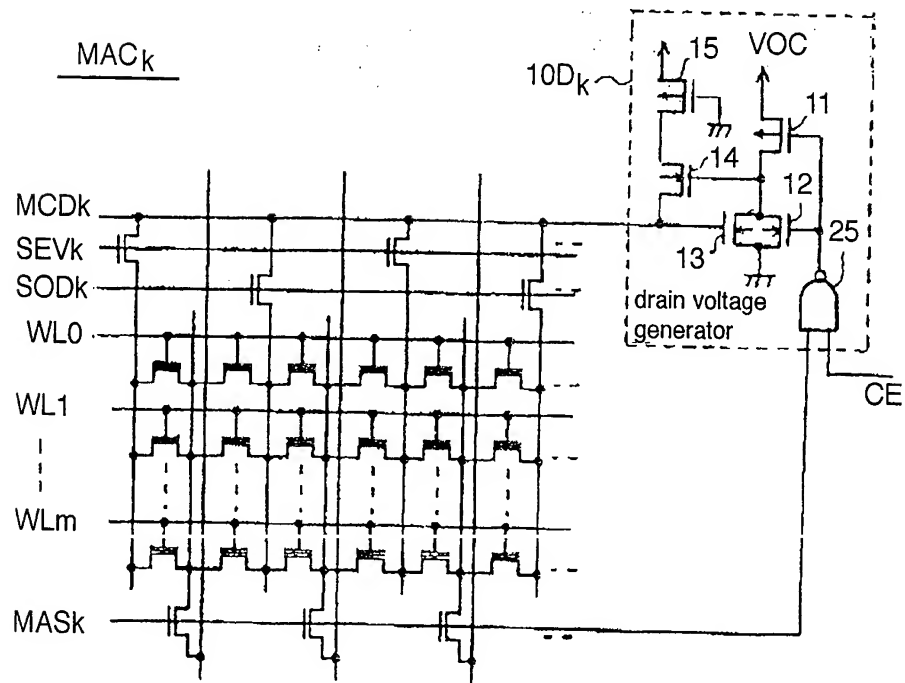 MACk
15
VOC
10Dk
11
14
12
MCDk
25
SEVk
13
SODk
drain voltage
generator
WL0
CE
WL1
WLm
MASk